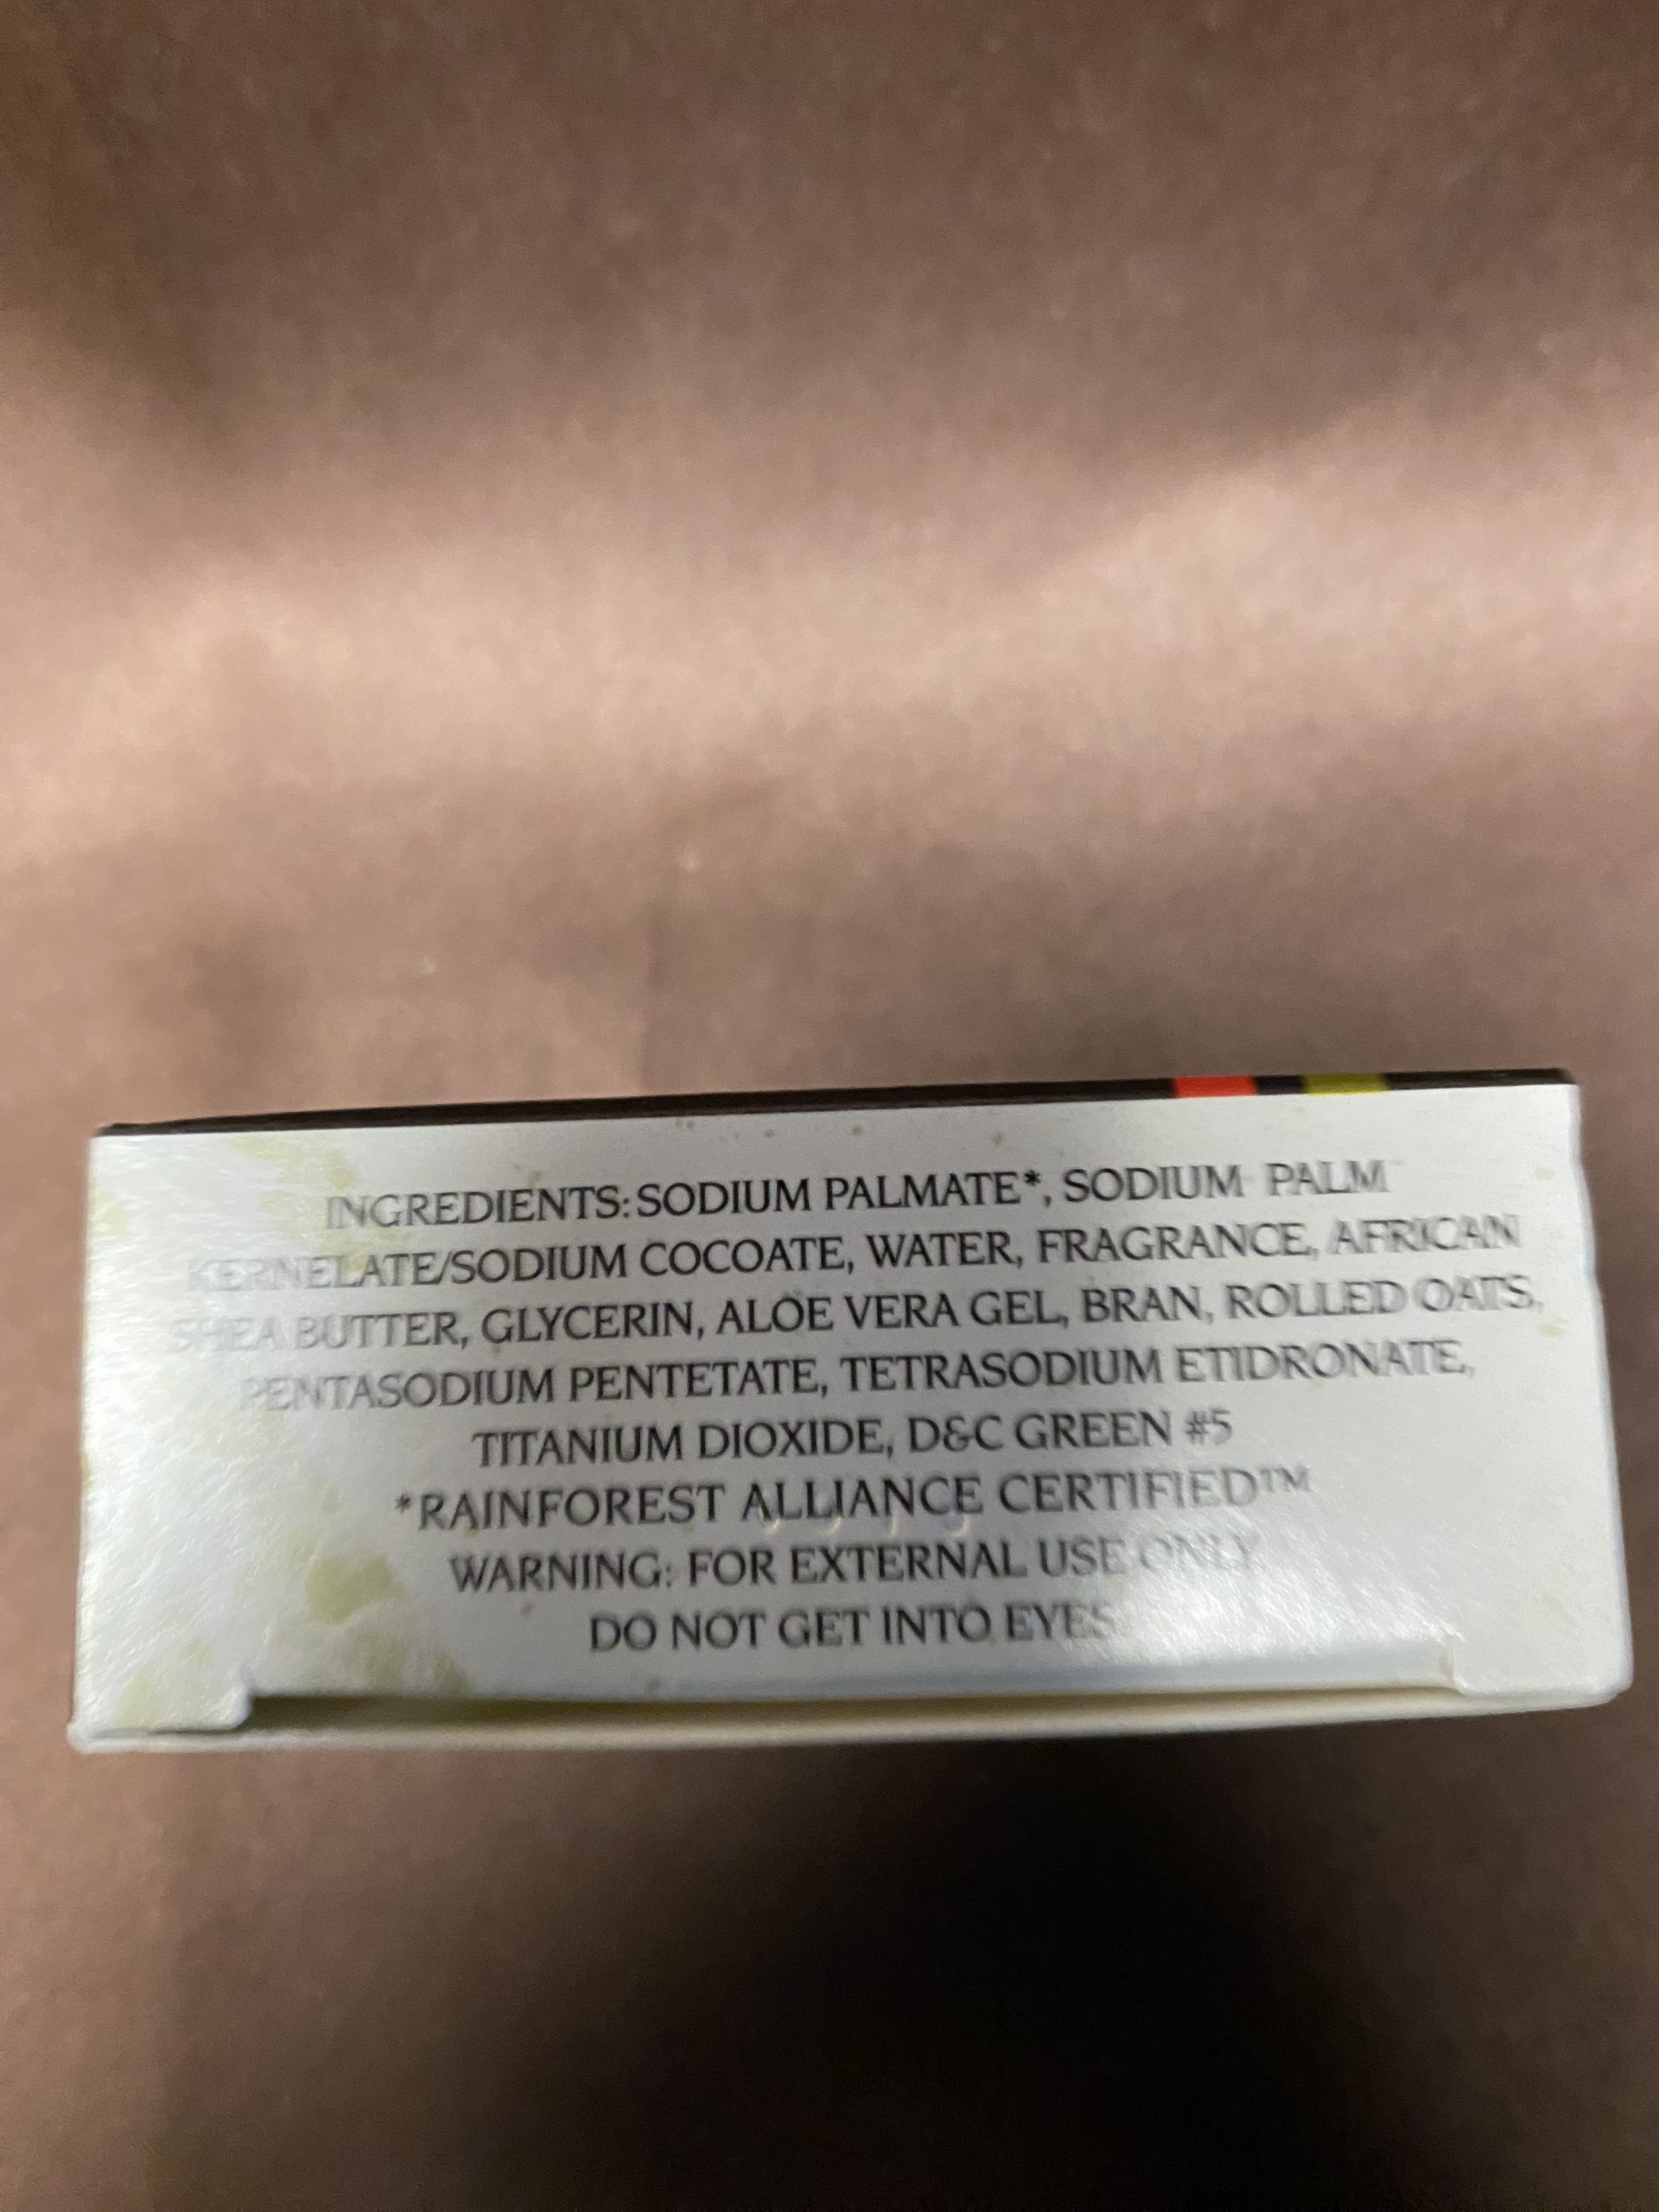 INGREDIENTS: SODIUM PALMATE*, SODIUM PALM
KERNELATE/SODIUM COCOATE, WATER, FRAGRANCE, AFRICAN
SHEA BUTTER, GLYCERIN, ALOE VERA GEL, BRAN, ROLLED OATS,
PENTASODIUM PENTETATE, TETRASODIUM ETIDRONATE,
TITANIUM DIOXIDE, D&C GREEN #5
*RAINFOREST ALLIANCE CERTIFIED™
WARNING: FOR EXTERNAL USE ONLY
DO NOT GET INTO EYES